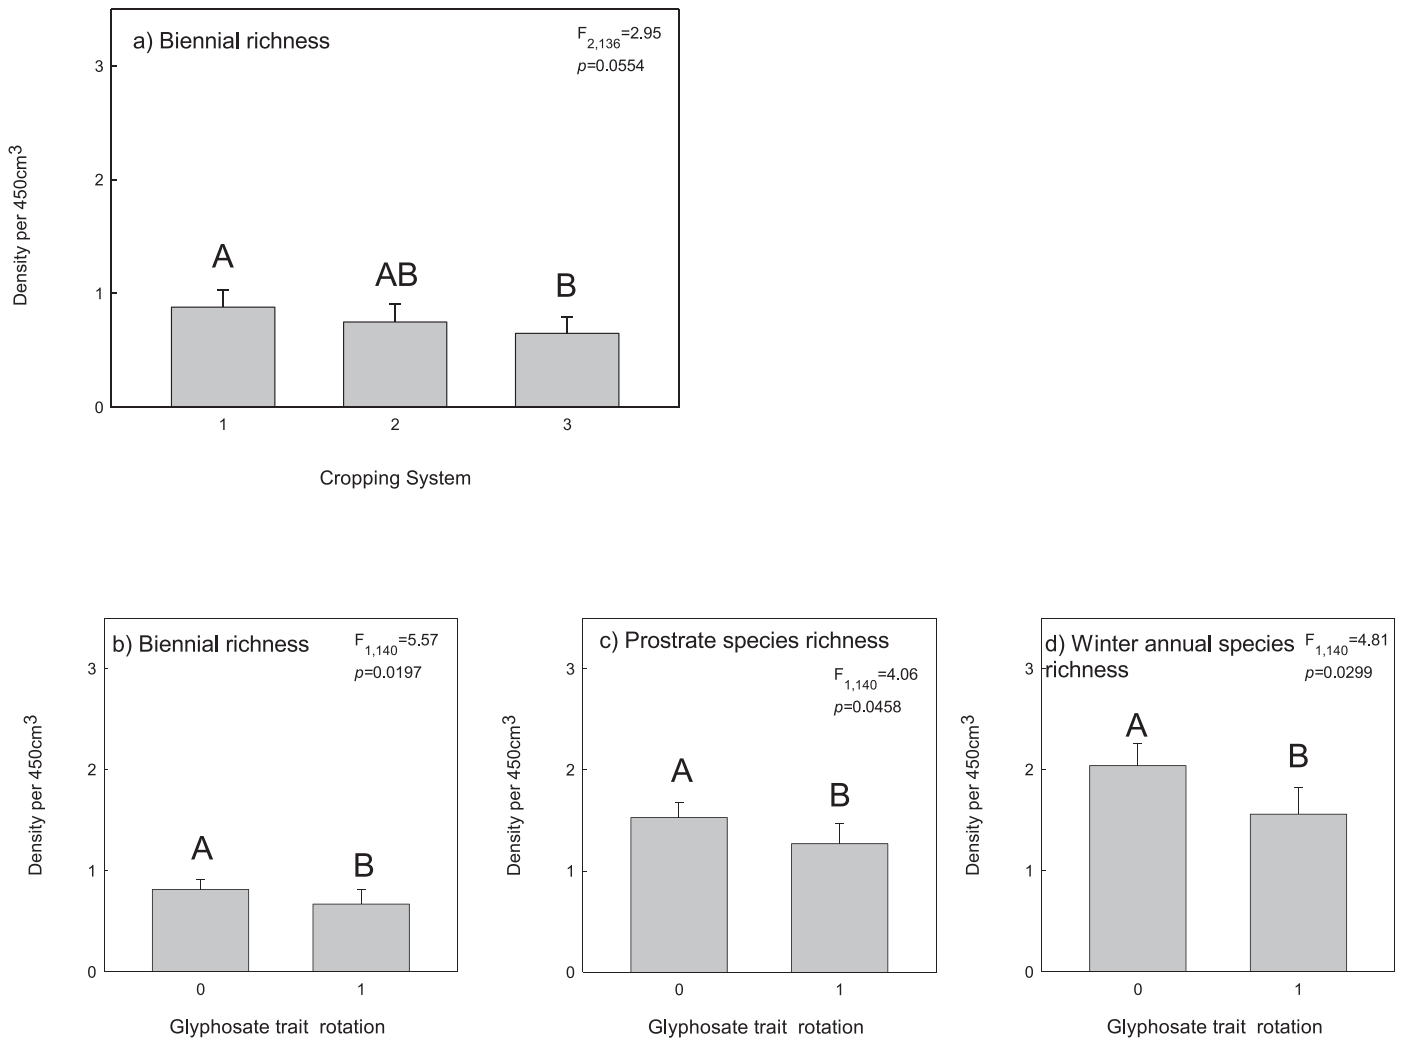 a) Biennial richness
F2,136=2.95
p=0.0554
3
2
1
0
Density per 450cm3
A
AB
B
1
2
3
Cropping System
b) Biennial richness
F1,140=5.57
p=0.0197
3
2
1
0
Density per 450cm3
A
B
0
1
Glyphosate trait rotation
c) Prostrate species richness
F1,140=4.06
p=0.0458
3
2
1
0
Density per 450cm3
A
B
0
1
Glyphosate trait rotation
d) Winter annual species
richness
F1,140=4.81
p=0.0299
3
2
1
0
Density per 450cm3
A
B
0
1
Glyphosate trait rotation